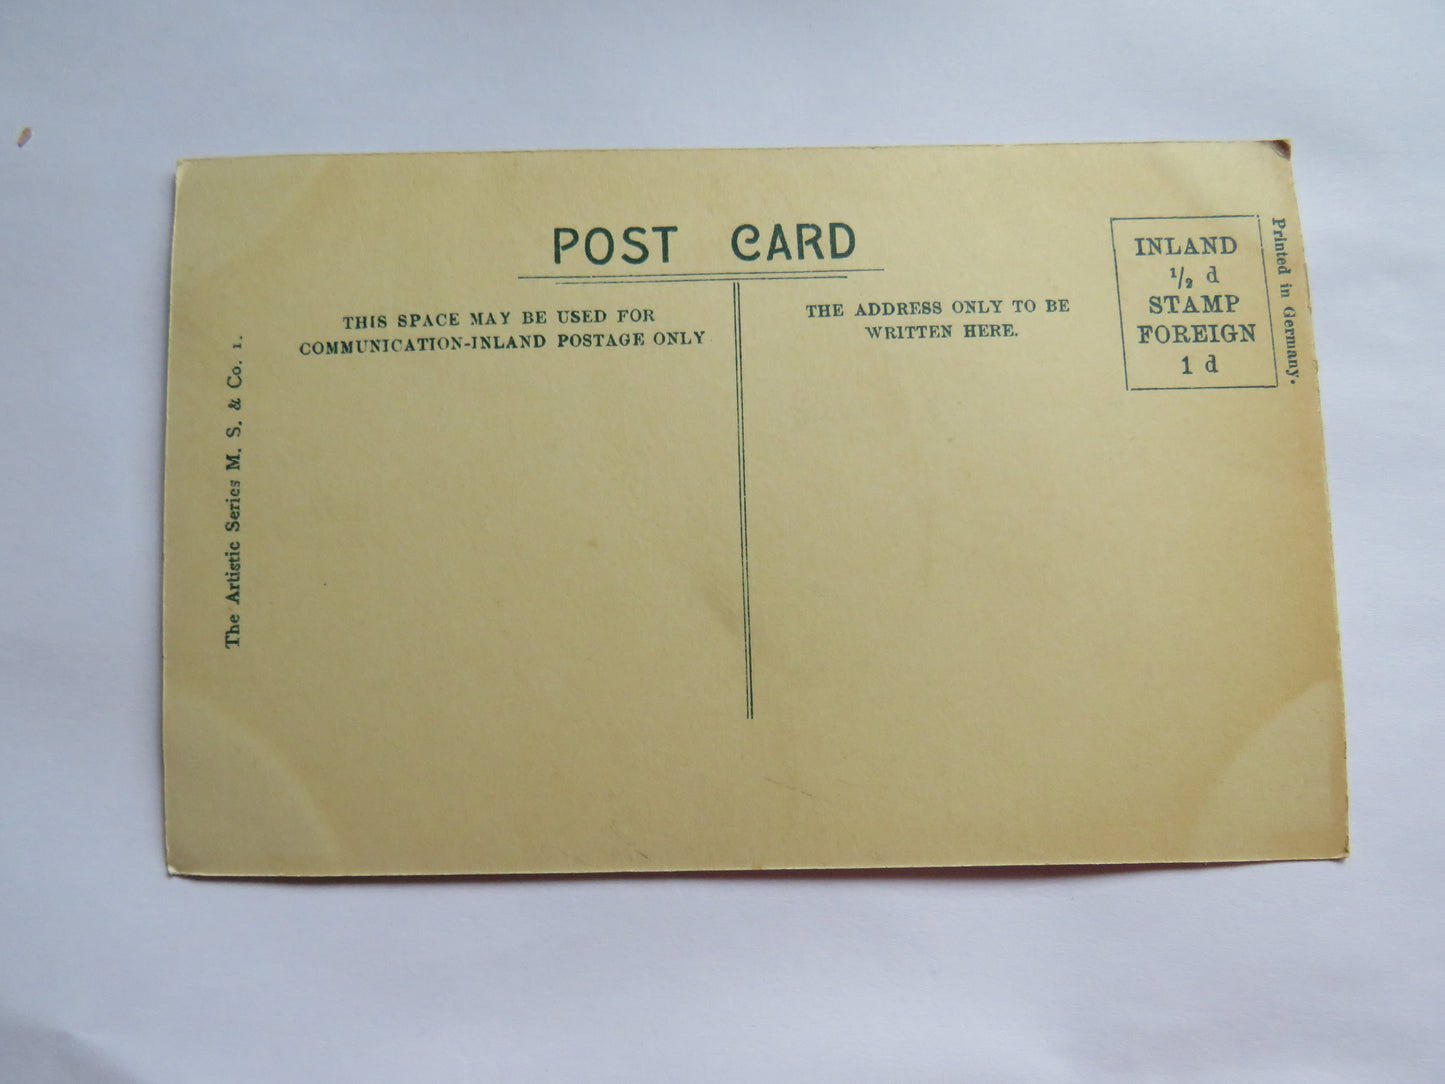 POST CARD
THIS SPACE MAY BE USED FOR
COMMUNICATION-INLAND POSTAGE ONLY
THE ADDRESS ONLY TO BE
WRITTEN HERE.
INLAND
½ d
STAMP
FOREIGN
1 d
Printed in Germany.
The Artistic Series M. S. & Co. 1.